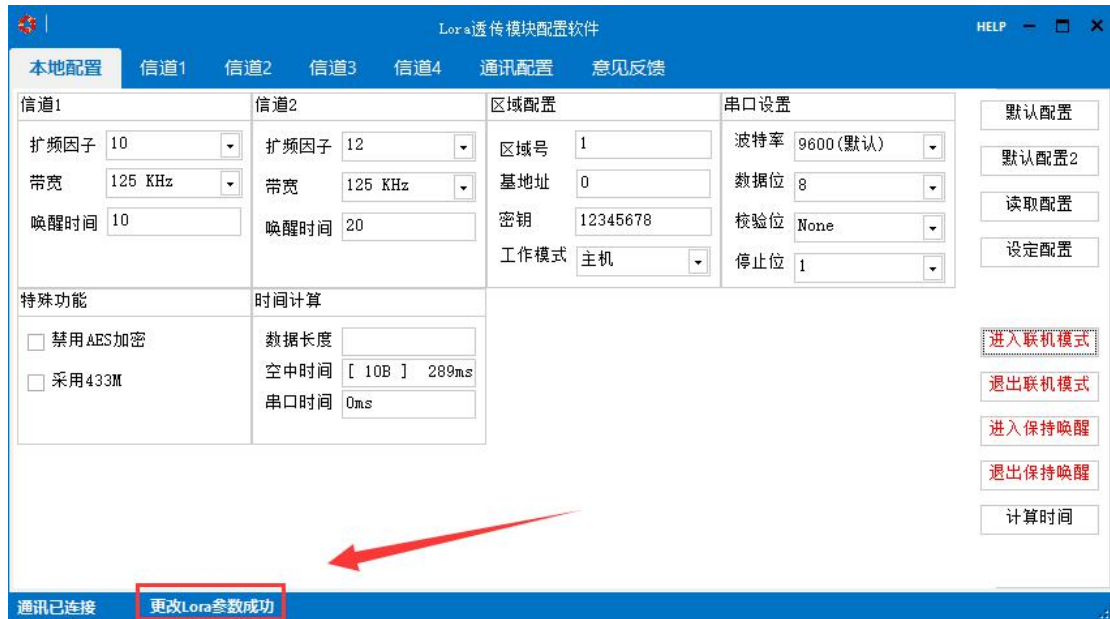 Lora透传模块配置软件
HELP
本地配置 信道1 信道2 信道3 信道4 通讯配置 意见反馈
信道1
扩频因子 10
带宽 125 KHz
唤醒时间 10
信道2
扩频因子 12
带宽 125 KHz
唤醒时间 20
区域配置
区域号 1
基地址 0
密钥 12345678
工作模式 主机
串口设置
波特率 9600(默认)
数据位 8
校验位 None
停止位 1
特殊功能
禁用AES加密
采用433M
时间计算
数据长度
空中时间 [ 10B ] 289ms
串口时间 0ms
默认配置
默认配置2
读取配置
设定配置
进入联机模式
退出联机模式
进入保持唤醒
退出保持唤醒
计算时间
通讯已连接 更改Lora参数成功